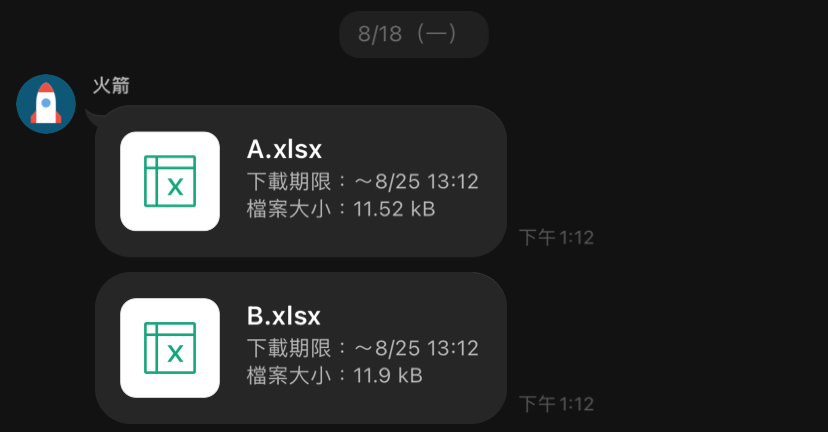 8/18（一）
火箭
A.xlsx
下載期限：～8/25 13:12
檔案大小：11.52 kB
下午1:12
B.xlsx
下載期限：～8/25 13:12
檔案大小：11.9 kB
下午1:12